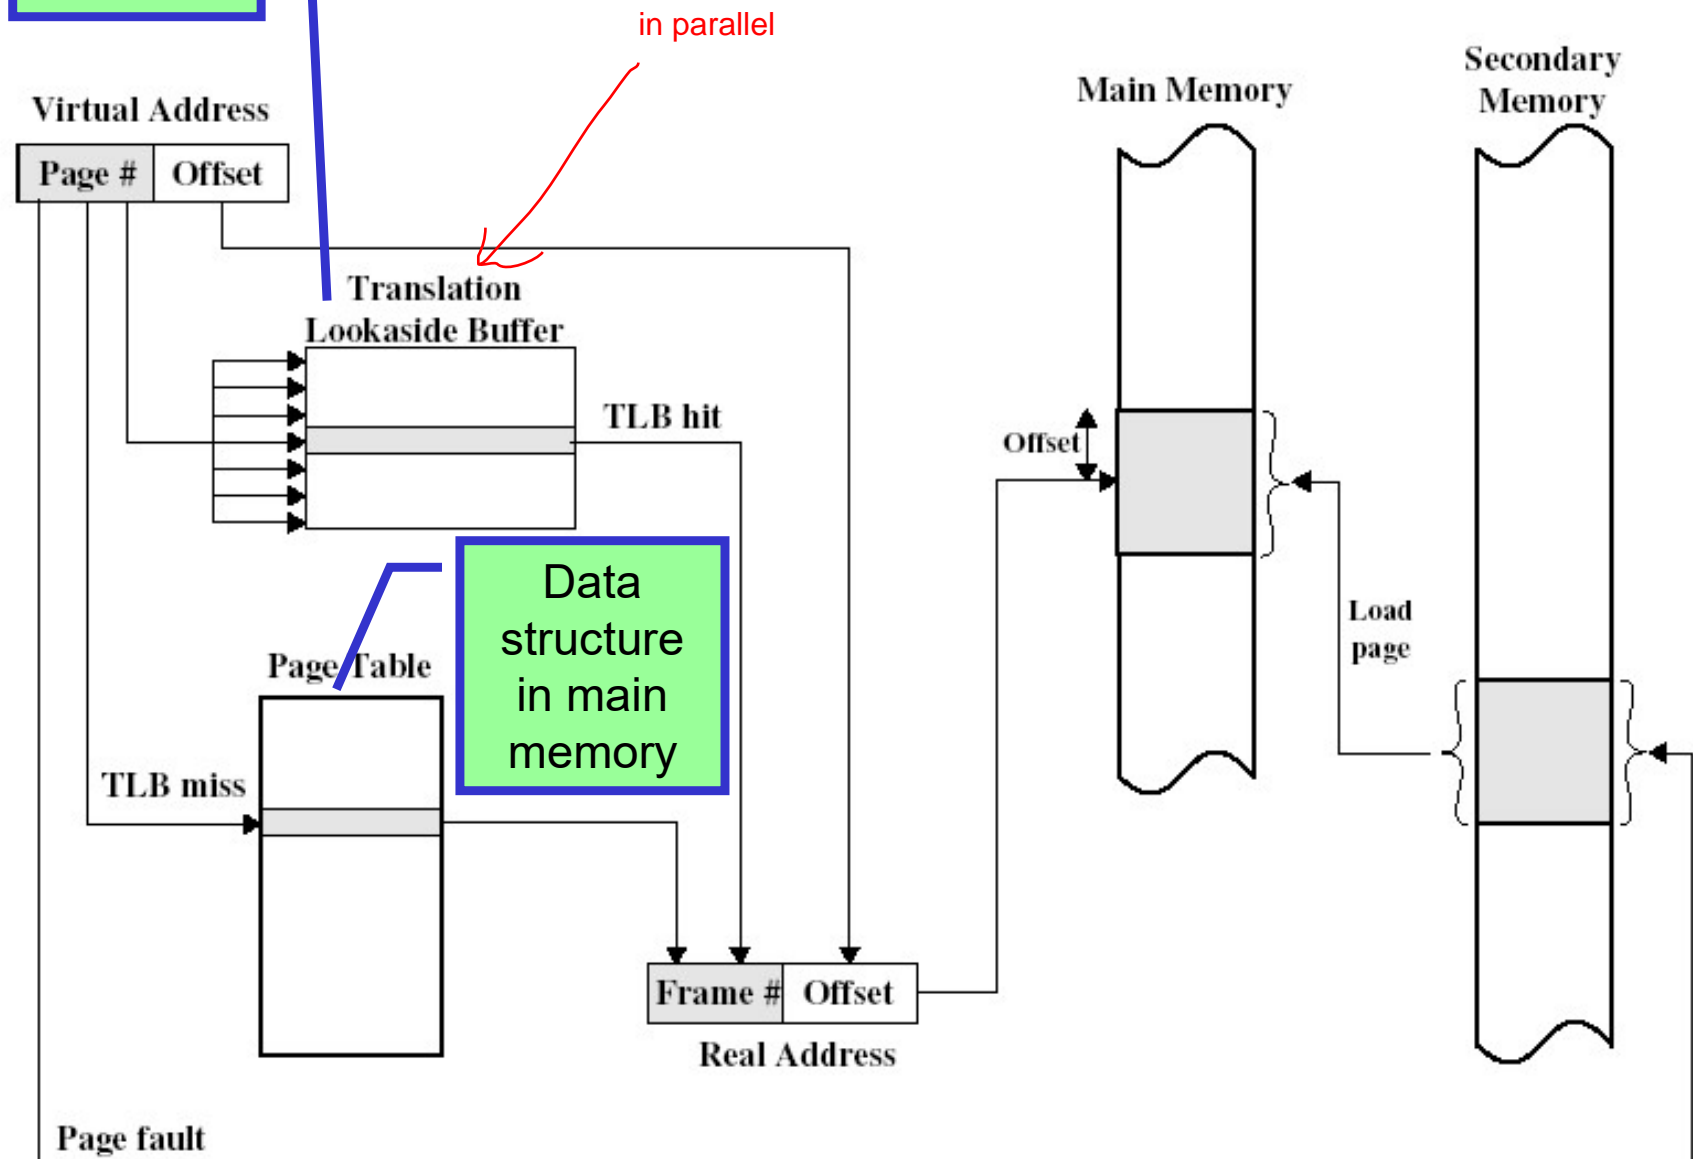 in parallel
Secondary
Memory
Main Memory
Virtual Address
Page #
Offset
Translation
Lookaside Buffer
TLB hit
Offset
Data
structure
in main
memory
Load
page
Page Table
TLB miss
Frame #
Offset
Real Address
Page fault